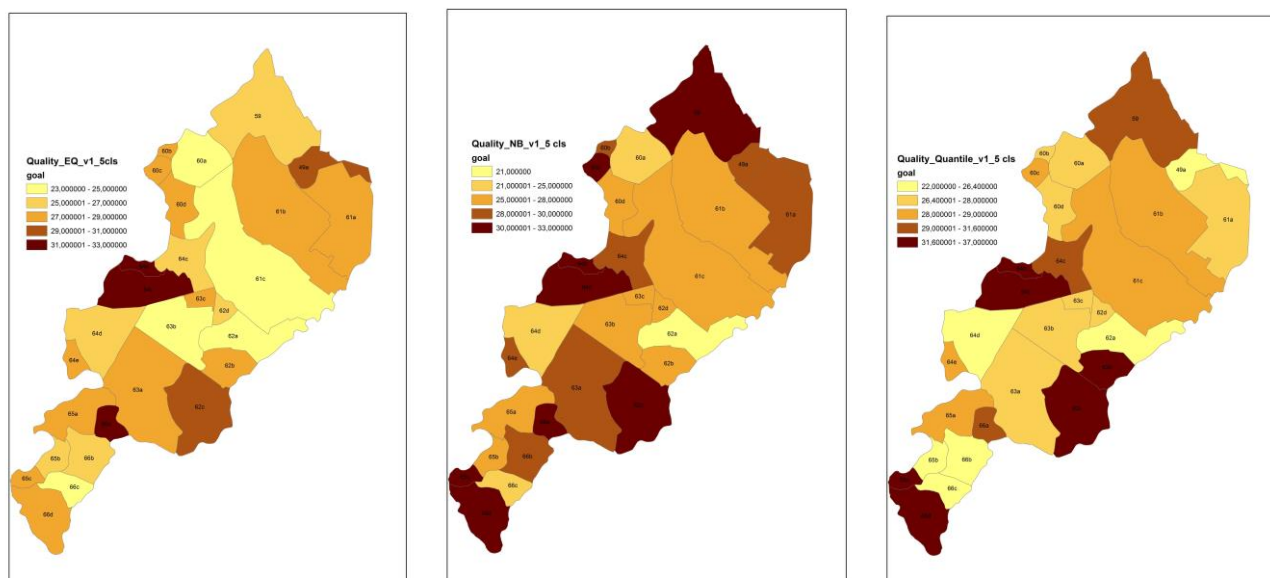 Quality_EQ_v1_5cls
goal
23,000000 - 25,000000
25,000001 - 27,000000
27,000001 - 29,000000
29,000001 - 31,000000
31,000001 - 33,000000
59
60b
60a
49a
60c
60d
61b
61a
64c
61c
63c
62d
64d
63b
62a
64e
62b
63a
62c
65a
65b
66b
65c
66c
66d
Quality_NB_v1_5 cls
goal
21,000000
21,000001 - 25,000000
25,000001 - 28,000000
28,000001 - 30,000000
30,000001 - 33,000000
60b
60a
49a
60d
61b
61a
64c
61c
63c
62d
64d
63b
62a
64e
62b
63a
65a
65b
66b
66c
Quality_Quantile_v1_5 cls
goal
22,000000 - 26,400000
26,400001 - 28,000000
28,000001 - 29,000000
29,000001 - 31,600000
31,600001 - 37,000000
59
60b
60a
49a
60c
60d
61b
61a
64c
61c
63c
62d
64d
63b
62a
64e
63a
65a
66a
65b
66b
66c